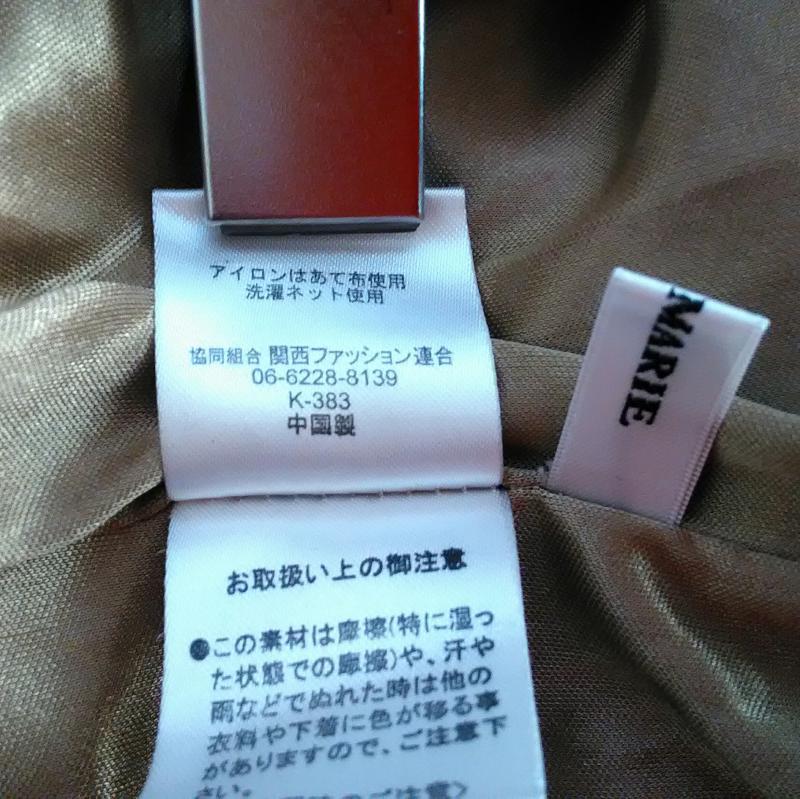 アイロンはあて布使用
洗濯ネット使用
協同組合 関西ファッション連合
06-6228-8139
K-383
中国製
MARIE
お取扱い上の御注意
●この素材は摩擦(特に湿っ
た状態での摩擦)や、汗や
雨などでぬれた時は他の
衣料や下着に色が移る事
がありますので、ご注意下
さい。
のご注意>